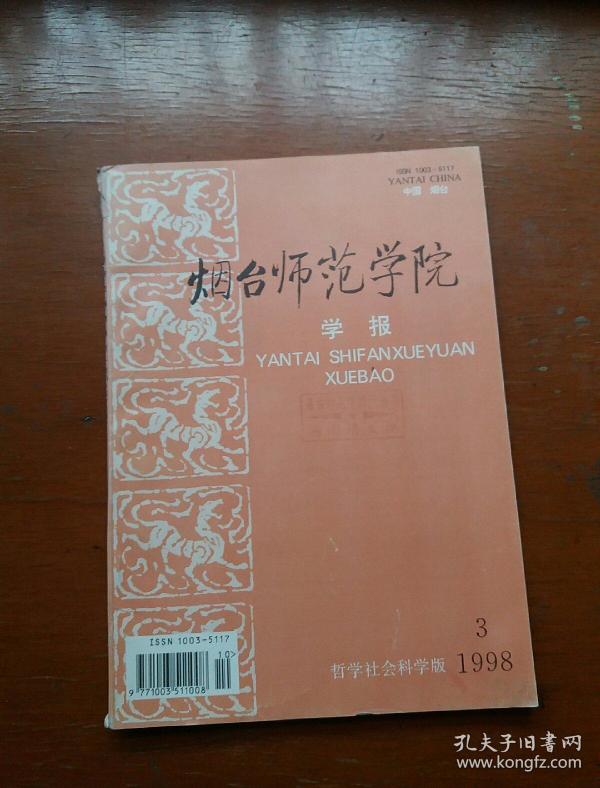 ISSN 1003-5117
YANTAI CHINA
中国 烟台
烟台师范学院
学报
YANTAI SHIFANXUEYUAN
XUEBAO
3
哲学社会科学版 1998
ISSN 1003-5117
10>
9 771003 511008
孔夫子旧书网
www.kongfz.com